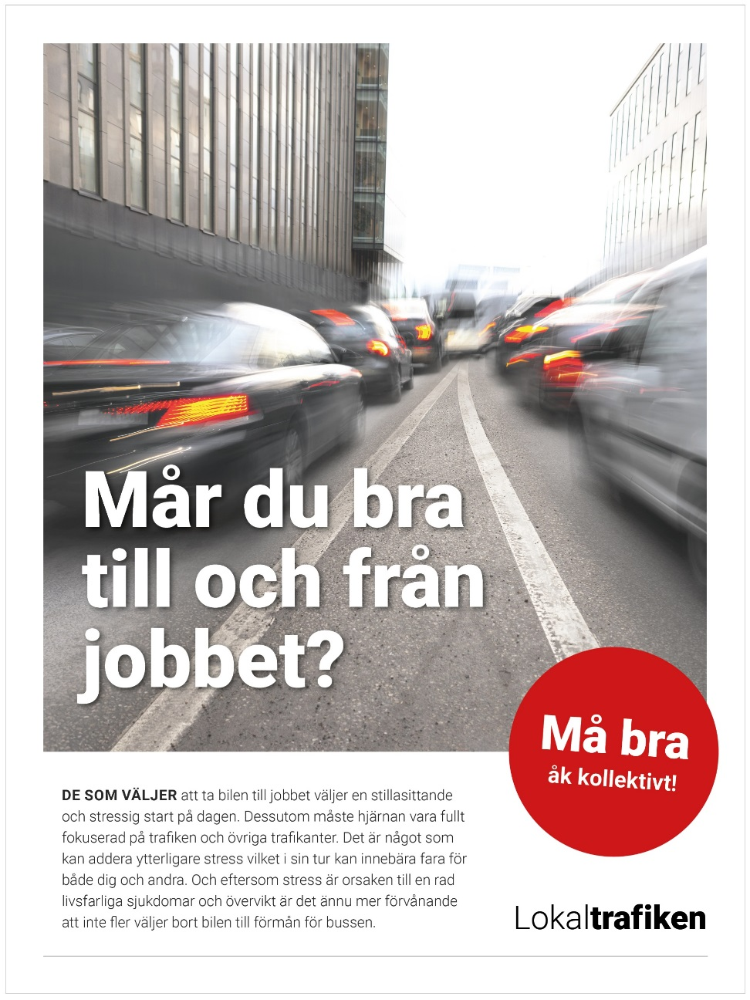 Mår du bra
till och från
jobbet?
Må bra
åk kollektivt!
DE SOM VÄLJER att ta bilen till jobbet väljer en stillasittande
och stressig start på dagen. Dessutom måste hjärnan vara fullt
fokuserad på trafiken och övriga trafikanter. Det är något som
kan addera ytterligare stress vilket i sin tur kan innebära fara för
både dig och andra. Och eftersom stress är orsaken till en rad
livsfarliga sjukdomar och övervikt är det ännu mer förvånande
att inte fler väljer bort bilen till förmån för bussen.
Lokaltrafiken